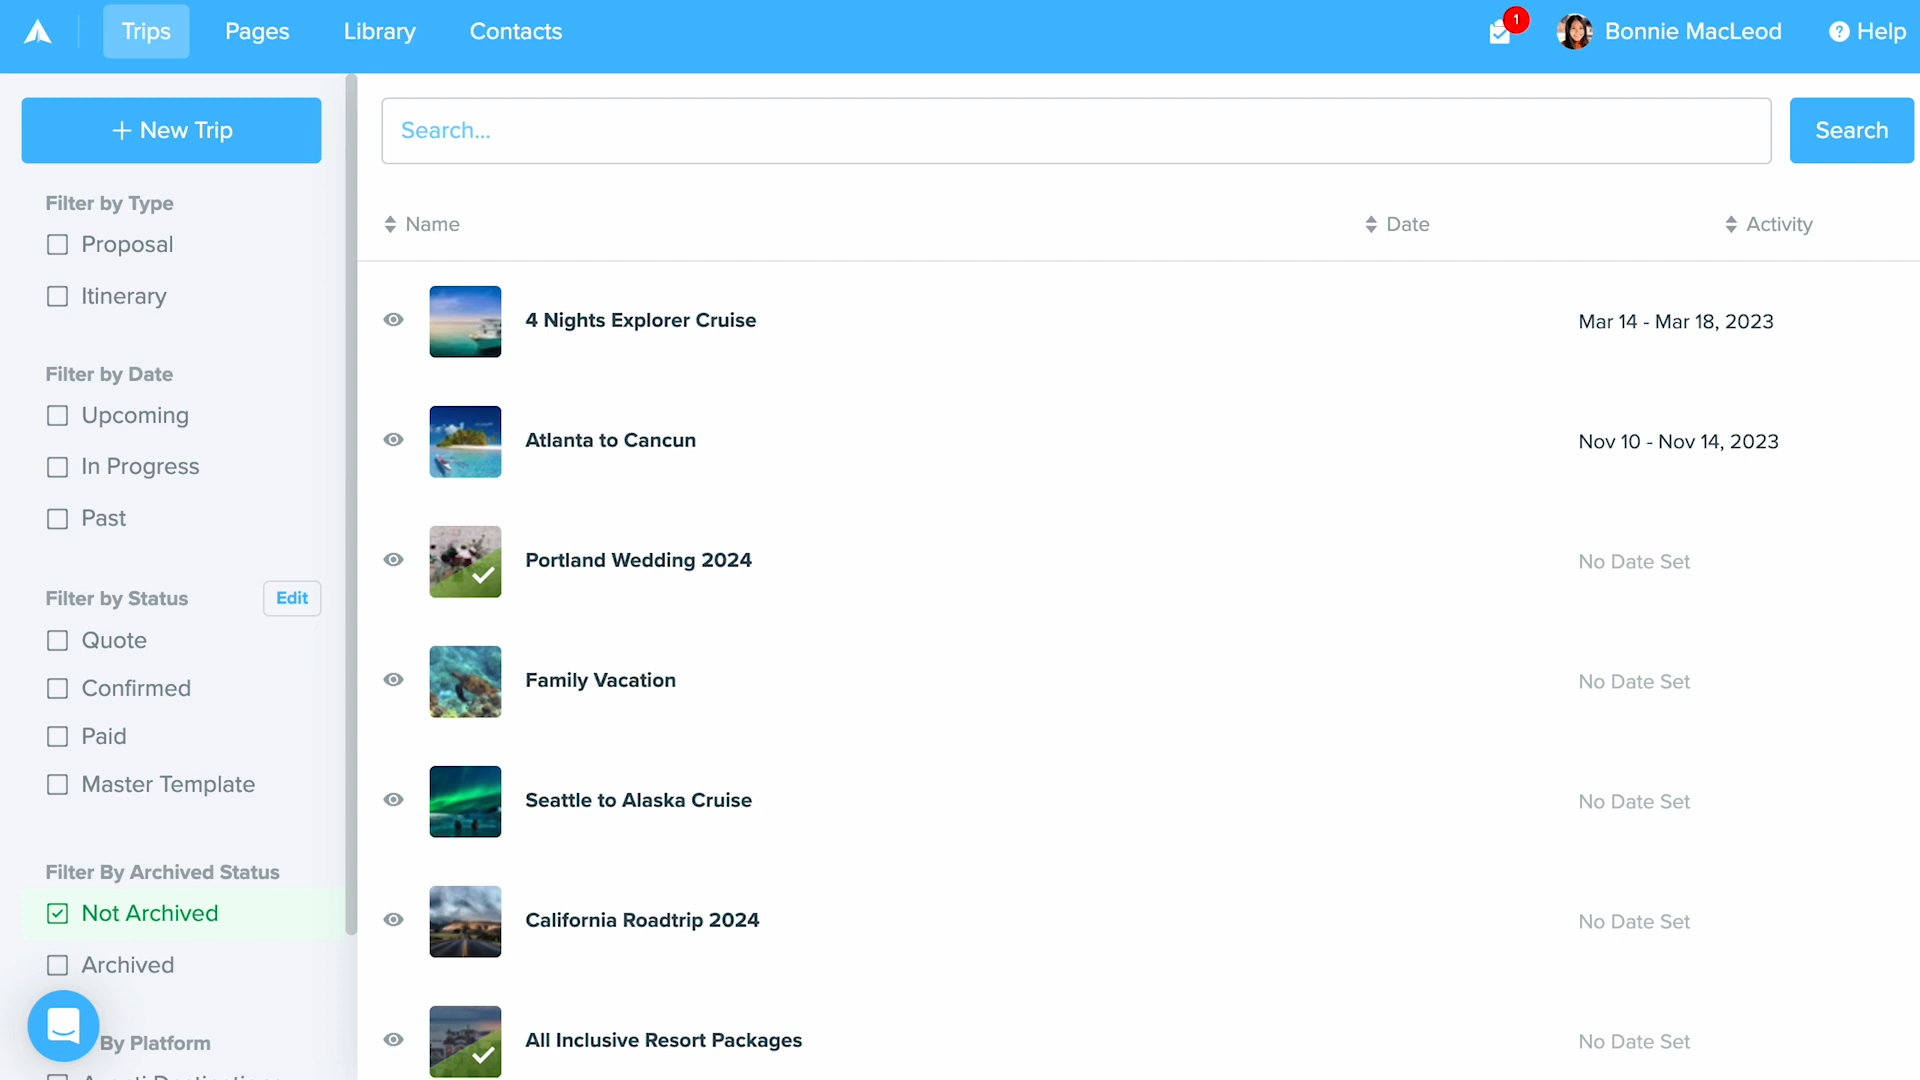 Trips
Pages
Library
Contacts
1
Bonnie MacLeod
? Help
+ New Trip
Search...
Search
Filter by Type
Proposal
Itinerary
Filter by Date
Upcoming
In Progress
Past
Filter by Status
Edit
Quote
Confirmed
Paid
Master Template
Filter By Archived Status
Not Archived
Archived
By Platform
Name
Date
Activity
4 Nights Explorer Cruise
Mar 14 - Mar 18, 2023
Atlanta to Cancun
Nov 10 - Nov 14, 2023
Portland Wedding 2024
No Date Set
Family Vacation
No Date Set
Seattle to Alaska Cruise
No Date Set
California Roadtrip 2024
No Date Set
All Inclusive Resort Packages
No Date Set